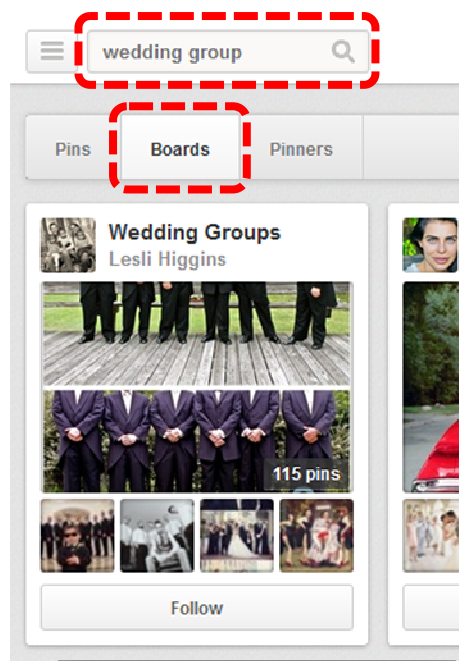 wedding group
Pins Boards Pinners
Wedding Groups
Lesli Higgins
115 pins
Follow